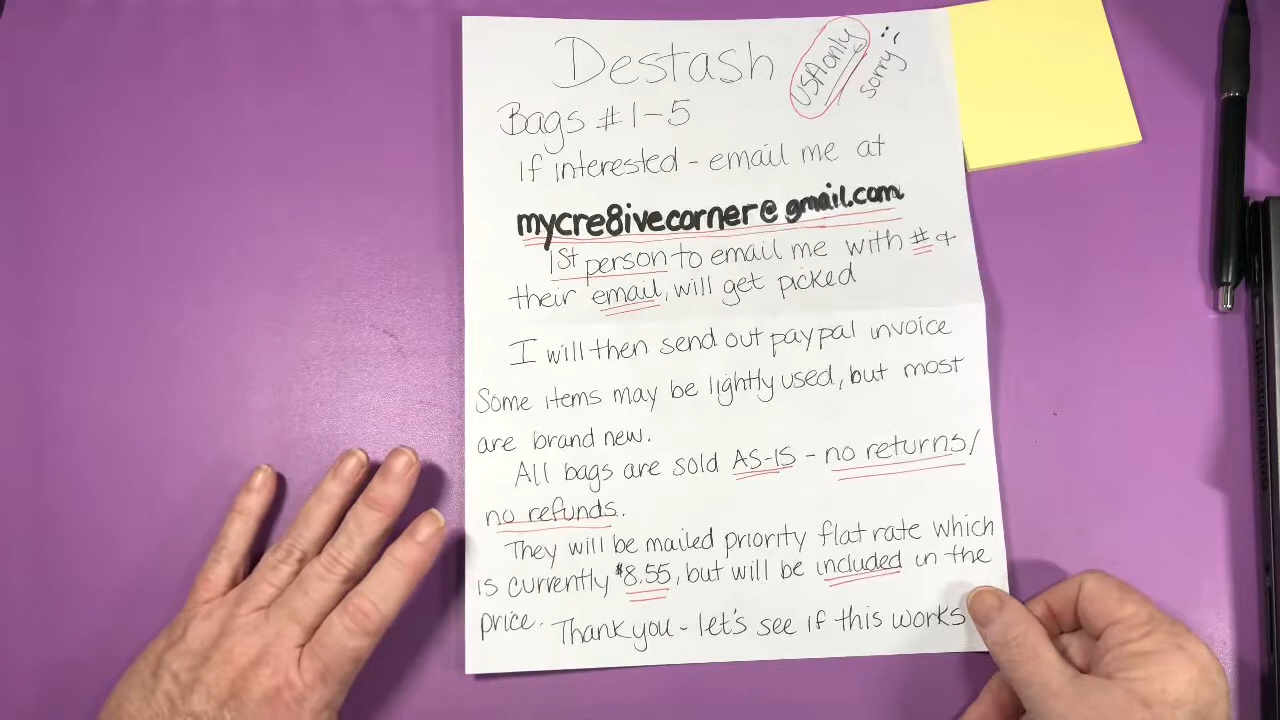 Destash
USA only
sorry :(
Bags #1-5
If interested - email me at
mycre8ivecorner@gmail.com
1st person to email me with # +
their email, will get picked
I will then send out paypal invoice
Some items may be lightly used, but most
are brand new.
All bags are sold AS-IS - no returns/
no refunds.
They will be mailed priority flat rate which
is currently $8.55, but will be included in the
price. Thank you - let's see if this works